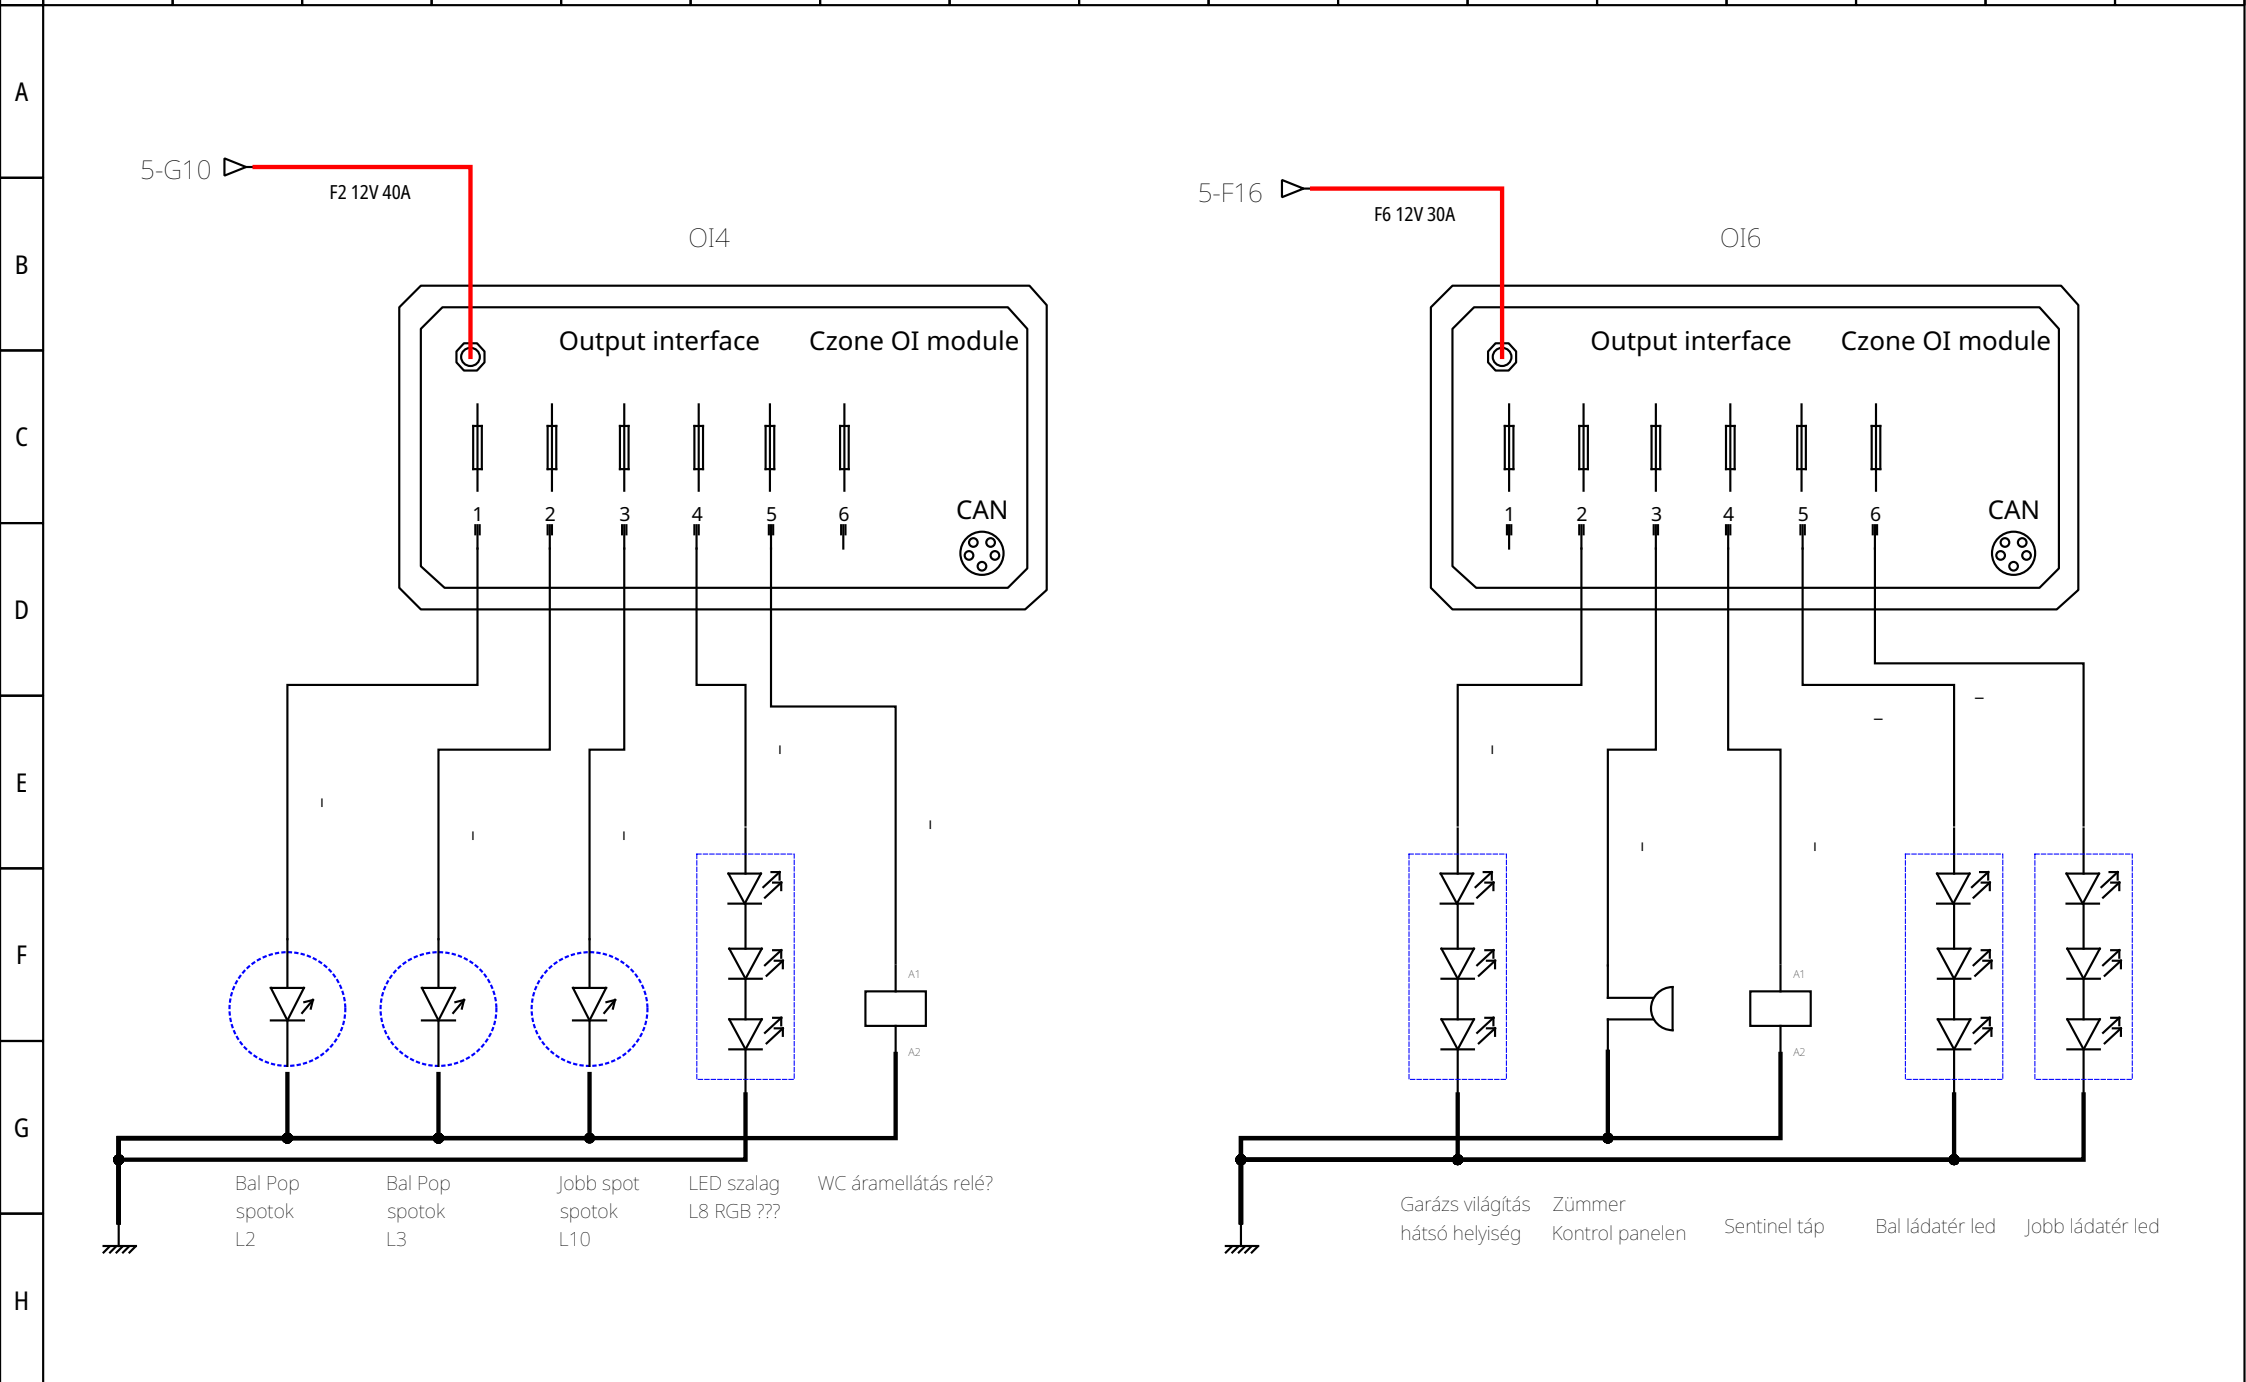 A
B
C
D
E
F
G
H
5-G10
F2 12V 40A
OI4
Output interface Czone OI module
1 2 3 4 5 6
CAN
A1
A2
Bal Pop
spotok
L2
Bal Pop
spotok
L3
Jobb spot
spotok
L10
LED szalag
L8 RGB ???
WC áramellátás relé?
5-F16
F6 12V 30A
OI6
Output interface Czone OI module
1 2 3 4 5 6
CAN
A1
A2
Garázs világítás
hátsó helyiség
Zümmer
Kontrol panelen
Sentinel táp
Bal ládatér led
Jobb ládatér led